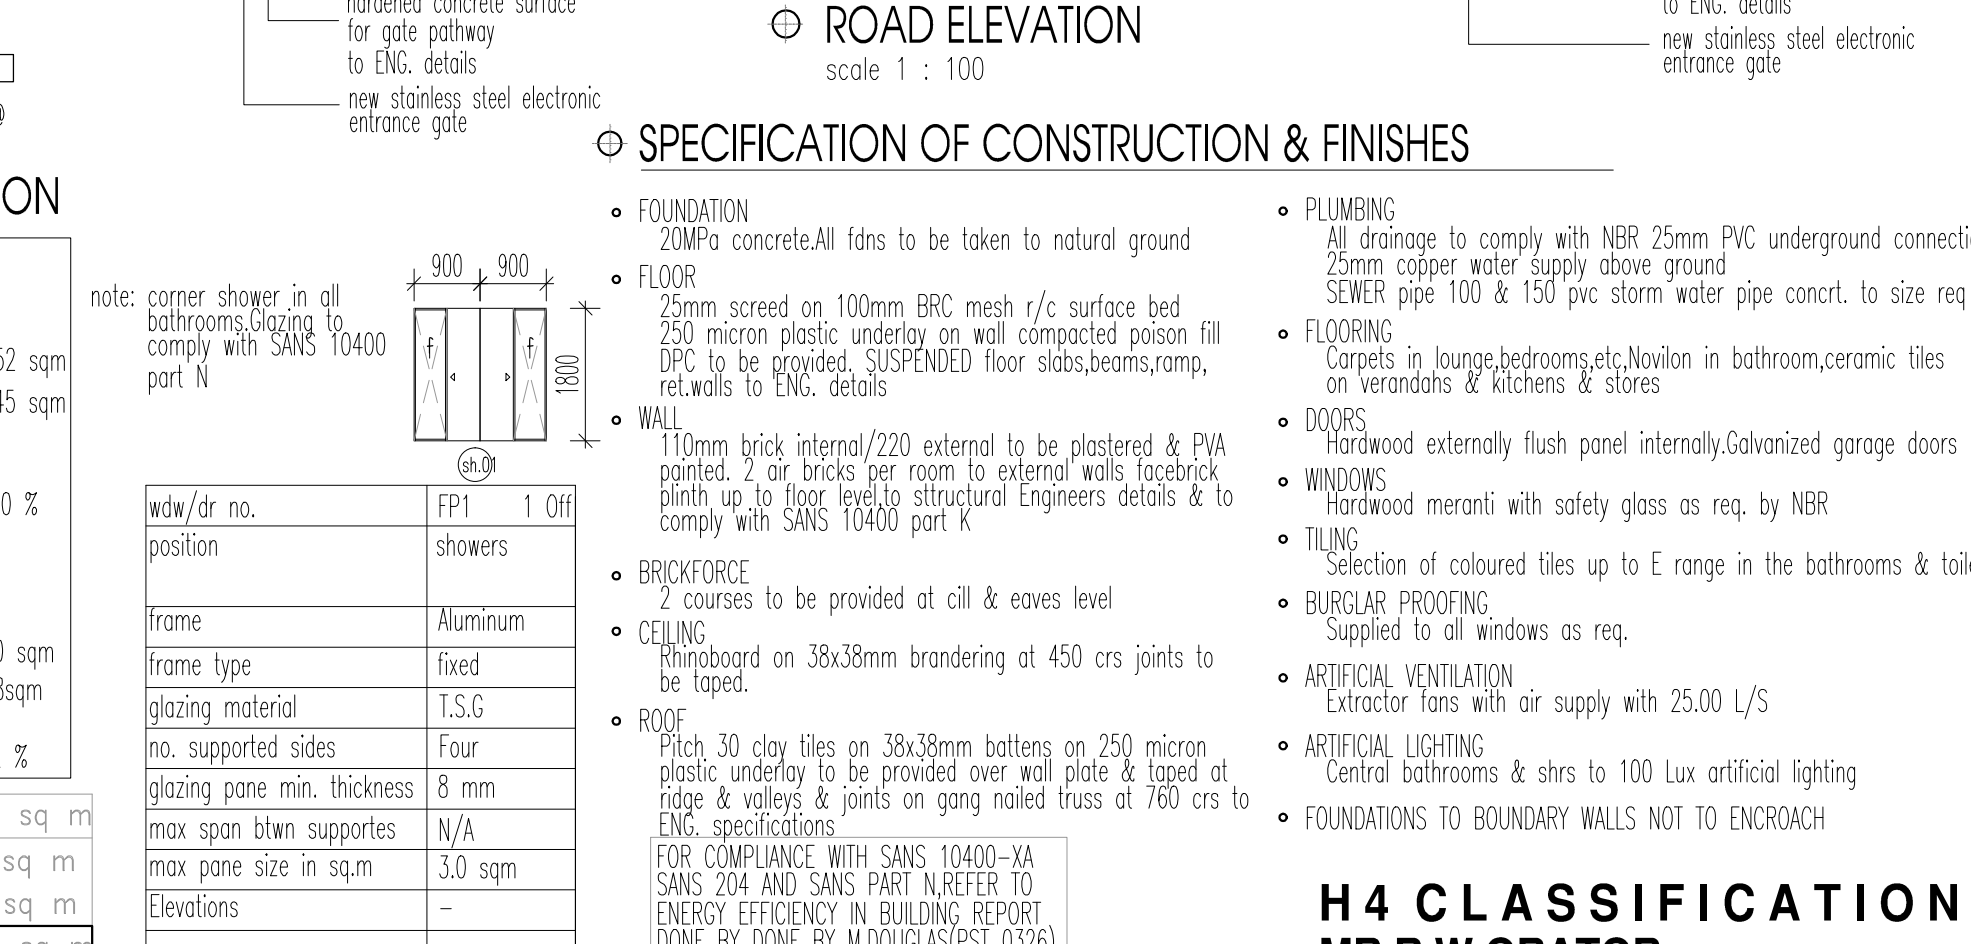 hardened concrete surface
for gate pathway
to ENG. details
new stainless steel electronic
entrance gate
ROAD ELEVATION
scale 1 : 100
to ENG. details
new stainless steel electronic
entrance gate
@
ON
52 sqm
45 sqm
0 %
0 sqm
8sqm
%
sq m
sq m
sq m
sq m
note: corner shower in all
bathrooms.Glazing to
comply with SANS 10400
part N
900 900
1800
f f
sh.01
wdw/dr no. FP1 1 Off
position showers
frame Aluminum
frame type fixed
glazing material T.S.G
no. supported sides Four
glazing pane min. thickness 8 mm
max span btwn supportes N/A
max pane size in sq.m 3.0 sqm
Elevations –
SPECIFICATION OF CONSTRUCTION & FINISHES
FOUNDATION
20MPa concrete.All fdns to be taken to natural ground
FLOOR
25mm screed on 100mm BRC mesh r/c surface bed
250 micron plastic underlay on wall compacted poison fill
DPC to be provided. SUSPENDED floor slabs,beams,ramp,
ret.walls to ENG. details
WALL
110mm brick internal/220 external to be plastered & PVA
painted. 2 air bricks per room to external walls facebrick
plinth up to floor level,to sttructural Engineers details & to
comply with SANS 10400 part K
BRICKFORCE
2 courses to be provided at cill & eaves level
CEILING
Rhinoboard on 38x38mm brandering at 450 crs joints to
be taped.
ROOF
Pitch 30 clay tiles on 38x38mm battens on 250 micron
plastic underlay to be provided over wall plate & taped at
ridge & valleys & joints on gang nailed truss at 760 crs to
ENG. specifications
FOR COMPLIANCE WITH SANS 10400-XA
SANS 204 AND SANS PART N,REFER TO
ENERGY EFFICIENCY IN BUILDING REPORT
DONE BY DONE BY M.DOUGLAS(PST 0326)
PLUMBING
All drainage to comply with NBR 25mm PVC underground connecti
25mm copper water supply above ground
SEWER pipe 100 & 150 pvc storm water pipe concrt. to size req
FLOORING
Carpets in lounge,bedrooms,etc,Novilon in bathroom,ceramic tiles
on verandahs & kitchens & stores
DOORS
Hardwood externally flush panel internally.Galvanized garage doors
WINDOWS
Hardwood meranti with safety glass as req. by NBR
TILING
Selection of coloured tiles up to E range in the bathrooms & toile
BURGLAR PROOFING
Supplied to all windows as req.
ARTIFICIAL VENTILATION
Extractor fans with air supply with 25.00 L/S
ARTIFICIAL LIGHTING
Central bathrooms & shrs to 100 Lux artificial lighting
FOUNDATIONS TO BOUNDARY WALLS NOT TO ENCROACH
H4 CLASSIFICATION